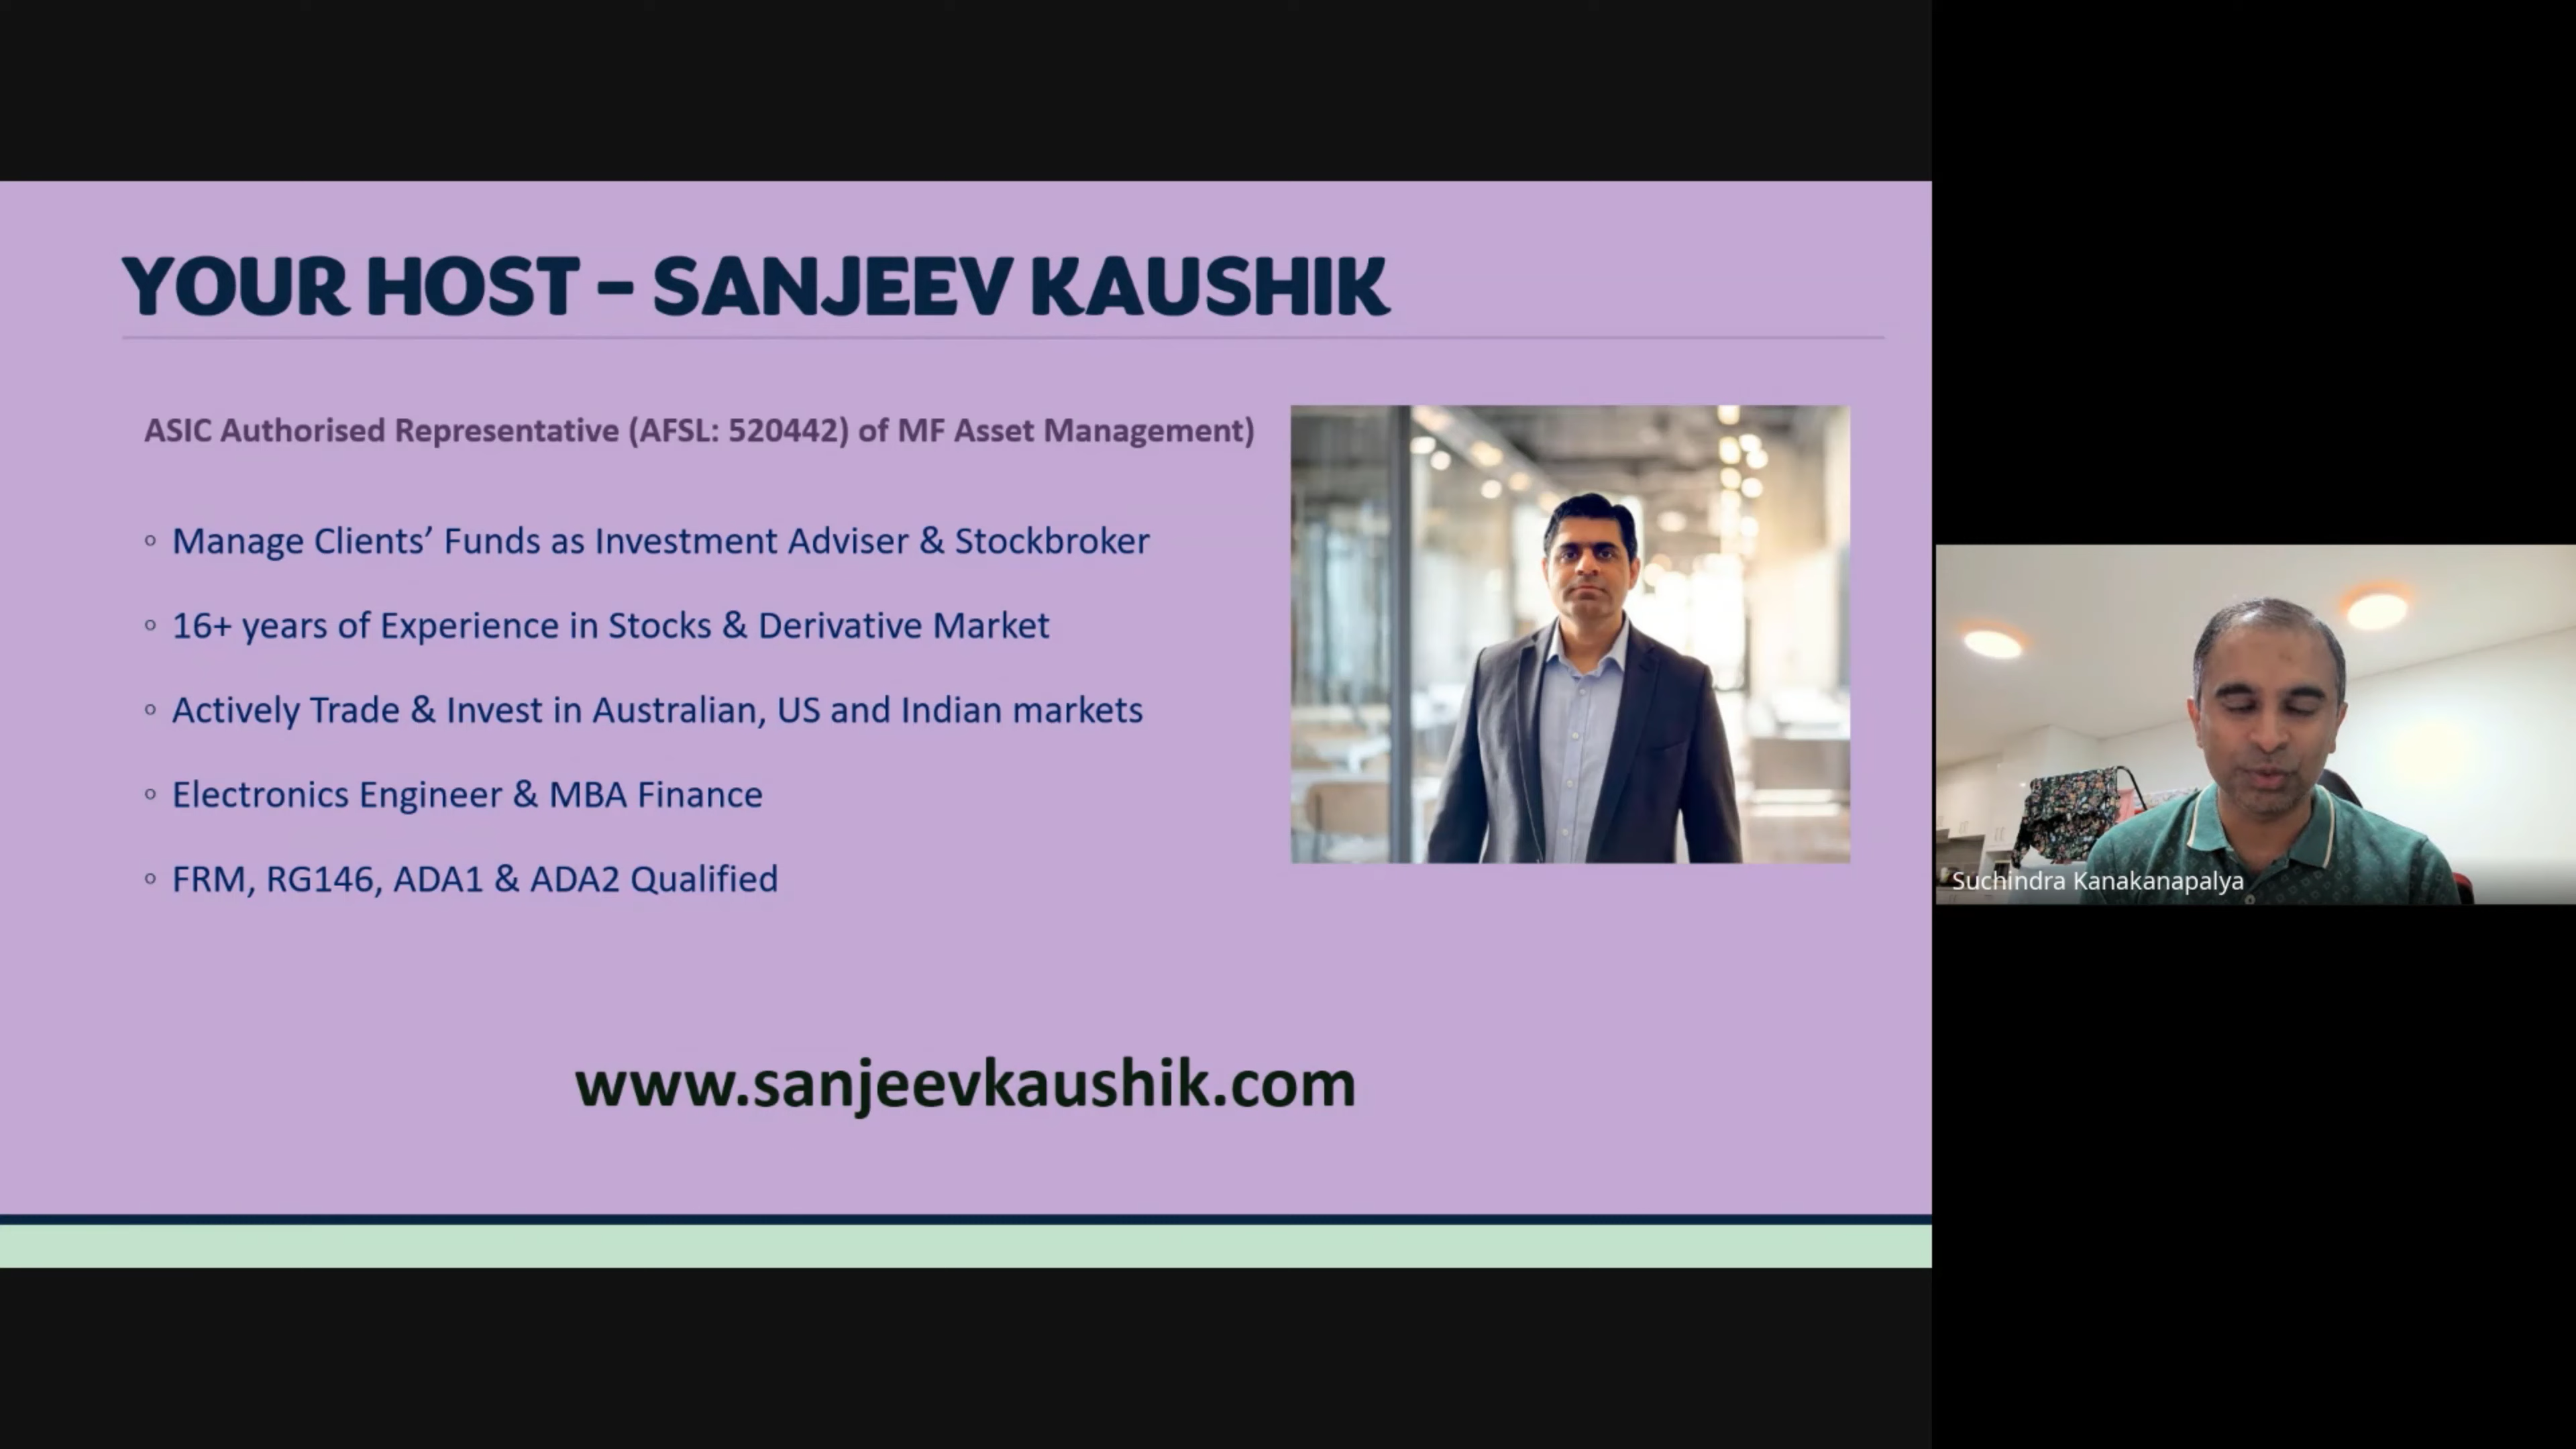 YOUR HOST – SANJEEV KAUSHIK
ASIC Authorised Representative (AFSL: 520442) of MF Asset Management)
◦ Manage Clients’ Funds as Investment Adviser & Stockbroker
◦ 16+ years of Experience in Stocks & Derivative Market
◦ Actively Trade & Invest in Australian, US and Indian markets
◦ Electronics Engineer & MBA Finance
◦ FRM, RG146, ADA1 & ADA2 Qualified
www.sanjeevkaushik.com
Suchindra Kanakanapalya